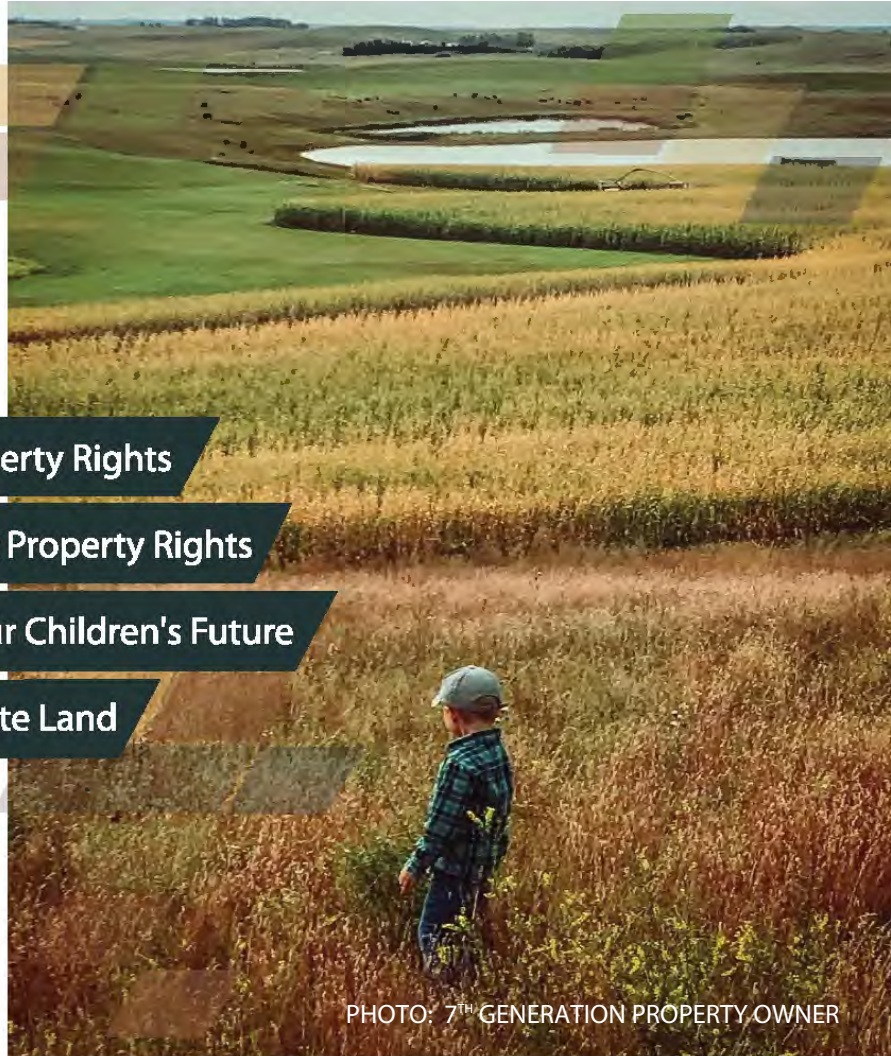 erty Rights
Property Rights
r Children's Future
te Land
PHOTO: 7TH GENERATION PROPERTY OWNER